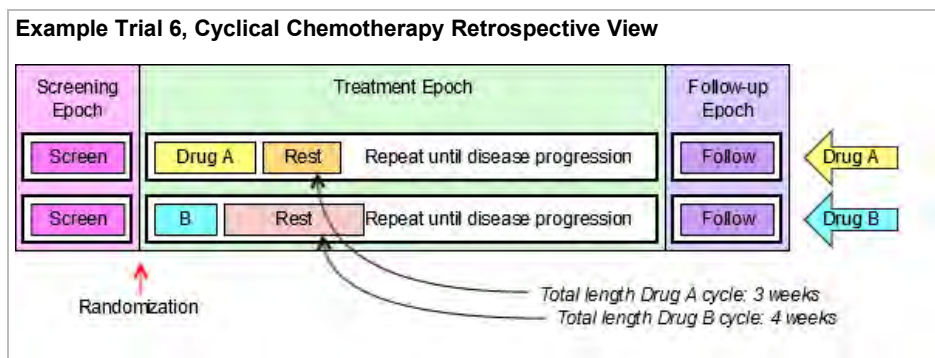 Example Trial 6, Cyclical Chemotherapy Retrospective View
Screening
Epoch
Treatment Epoch
Follow-up
Epoch
Screen
Drug A
Rest
Repeat until disease progression
Follow
Drug A
Screen
B
Rest
Repeat until disease progression
Follow
Drug B
Randomization
Total length Drug A cycle: 3 weeks
Total length Drug B cycle: 4 weeks